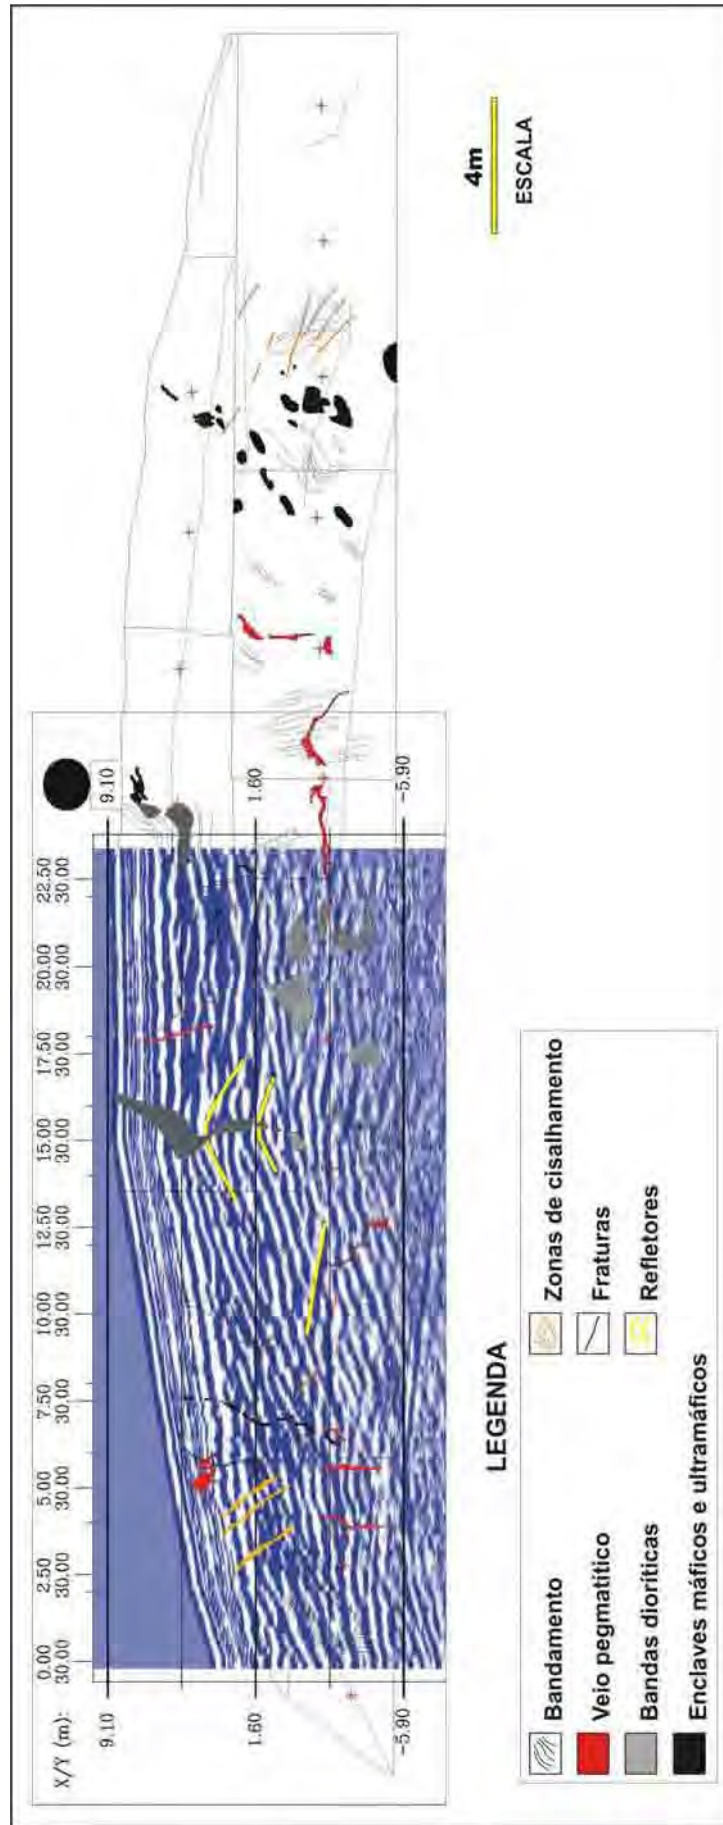 X/Y (m):
0.00 2.50 5.00 7.50 10.00 12.50 15.00 17.50 20.00 22.50
30.00 30.00 30.00 30.00 30.00 30.00 30.00 30.00 30.00 30.00
9.10 9.10
1.60 1.60
-5.90 -5.90
4m
ESCALA
LEGENDA
Bandamento Zonas de cisalhamento
Veio pegmatítico Fraturas
Bandas dioríticas Refletores
Enclaves máficos e ultramáficos